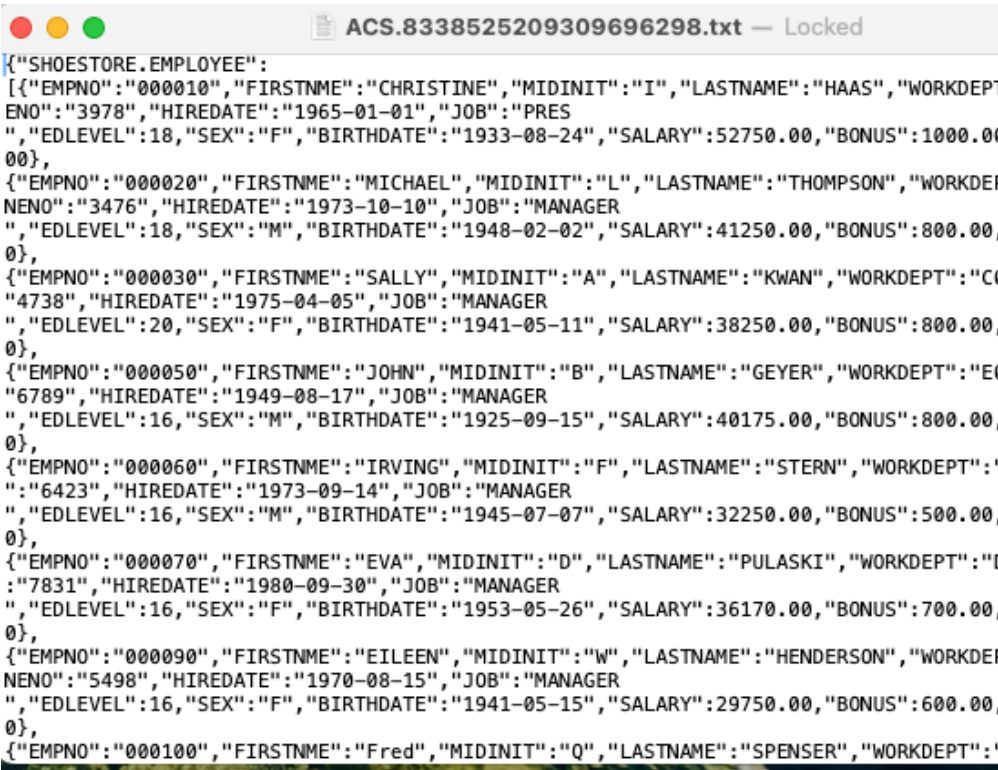 ACS.8338525209309696298.txt — Locked
{"SHOESTORE.EMPLOYEE":
[{"EMPNO":"000010","FIRSTNME":"CHRISTINE","MIDINIT":"I","LASTNAME":"HAAS","WORKDEPT
ENO":"3978","HIREDATE":"1965-01-01","JOB":"PRES
","EDLEVEL":18,"SEX":"F","BIRTHDATE":"1933-08-24","SALARY":52750.00,"BONUS":1000.00
00},
{"EMPNO":"000020","FIRSTNME":"MICHAEL","MIDINIT":"L","LASTNAME":"THOMPSON","WORKDEP
NENO":"3476","HIREDATE":"1973-10-10","JOB":"MANAGER
","EDLEVEL":18,"SEX":"M","BIRTHDATE":"1948-02-02","SALARY":41250.00,"BONUS":800.00,
0},
{"EMPNO":"000030","FIRSTNME":"SALLY","MIDINIT":"A","LASTNAME":"KWAN","WORKDEPT":"C0
"4738","HIREDATE":"1975-04-05","JOB":"MANAGER
","EDLEVEL":20,"SEX":"F","BIRTHDATE":"1941-05-11","SALARY":38250.00,"BONUS":800.00,
0},
{"EMPNO":"000050","FIRSTNME":"JOHN","MIDINIT":"B","LASTNAME":"GEYER","WORKDEPT":"E0
"6789","HIREDATE":"1949-08-17","JOB":"MANAGER
","EDLEVEL":16,"SEX":"M","BIRTHDATE":"1925-09-15","SALARY":40175.00,"BONUS":800.00,
0},
{"EMPNO":"000060","FIRSTNME":"IRVING","MIDINIT":"F","LASTNAME":"STERN","WORKDEPT":"
":"6423","HIREDATE":"1973-09-14","JOB":"MANAGER
","EDLEVEL":16,"SEX":"M","BIRTHDATE":"1945-07-07","SALARY":32250.00,"BONUS":500.00,
0},
{"EMPNO":"000070","FIRSTNME":"EVA","MIDINIT":"D","LASTNAME":"PULASKI","WORKDEPT":"D
:"7831","HIREDATE":"1980-09-30","JOB":"MANAGER
","EDLEVEL":16,"SEX":"F","BIRTHDATE":"1953-05-26","SALARY":36170.00,"BONUS":700.00,
0},
{"EMPNO":"000090","FIRSTNME":"EILEEN","MIDINIT":"W","LASTNAME":"HENDERSON","WORKDEP
NENO":"5498","HIREDATE":"1970-08-15","JOB":"MANAGER
","EDLEVEL":16,"SEX":"F","BIRTHDATE":"1941-05-15","SALARY":29750.00,"BONUS":600.00,
0},
{"EMPNO":"000100","FIRSTNME":"Fred","MIDINIT":"Q","LASTNAME":"SPENSER","WORKDEPT":"